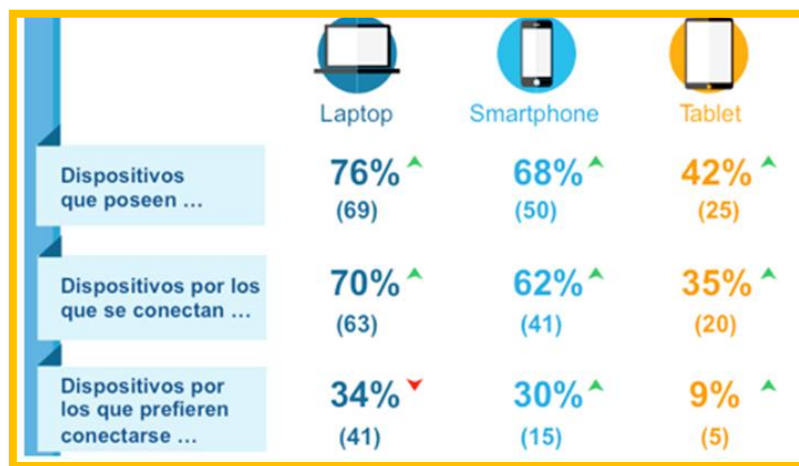 Laptop Smartphone Tablet
Dispositivos
que poseen ...
76% 68% 42%
(69) (50) (25)
Dispositivos por los
que se conectan ...
70% 62% 35%
(63) (41) (20)
Dispositivos por
los que prefieren
conectarse ...
34% 30% 9%
(41) (15) (5)